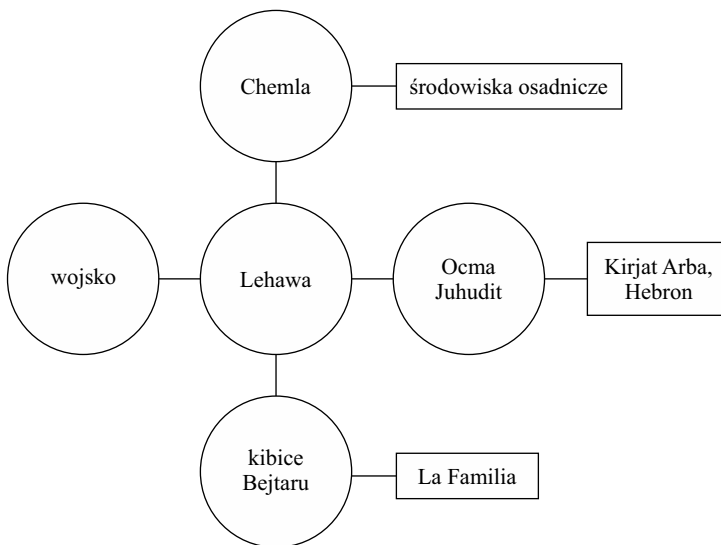 Chemla
środowiska osadnicze
wojsko
Lehawa
Ocma
Juhudit
Kirjat Arba,
Hebron
kibice
Bejtaru
La Familia